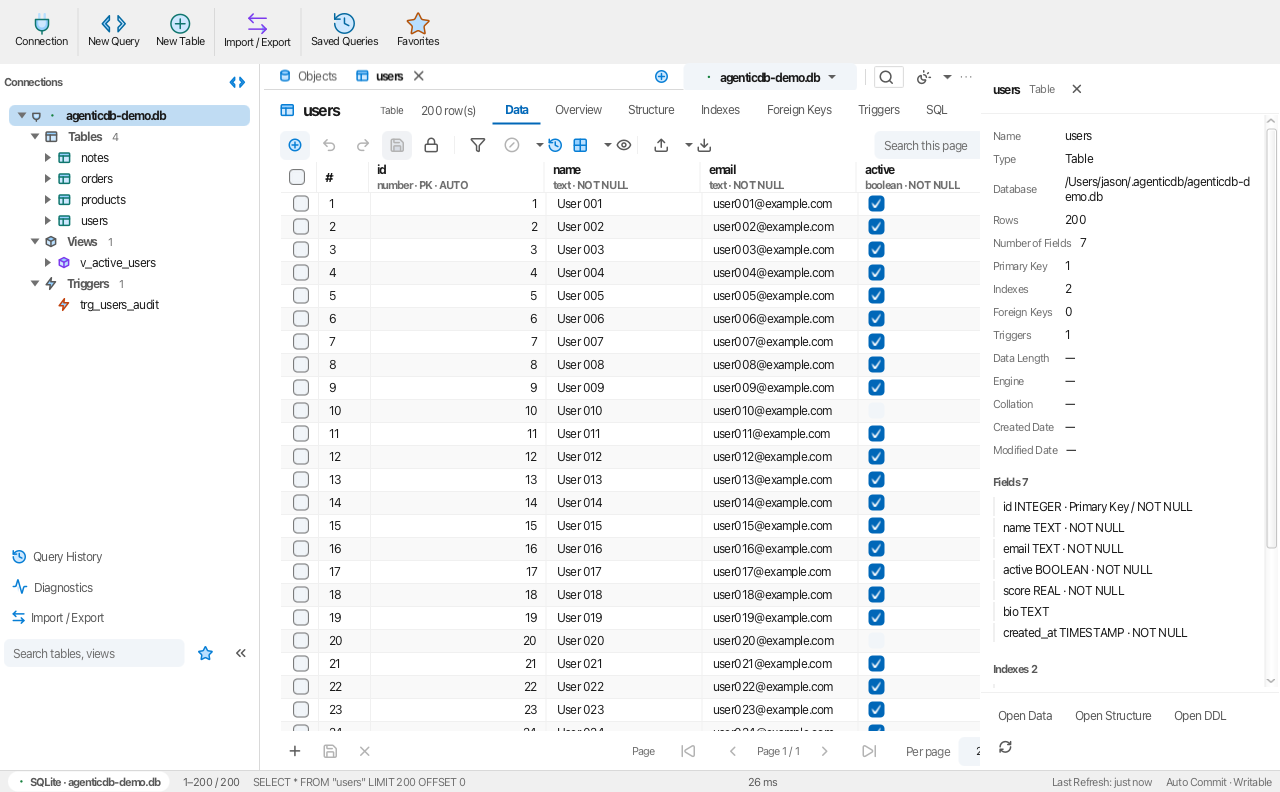 Connection
New Query
New Table
Import / Export
Saved Queries
Favorites
Connections
agenticdb-demo.db
Tables 4
notes
orders
products
users
Views 1
v_active_users
Triggers 1
trg_users_audit
Query History
Diagnostics
Import / Export
Search tables, views
Objects
users
agenticdb-demo.db
users Table 200 row(s)
Data
Overview
Structure
Indexes
Foreign Keys
Triggers
SQL
Search this page
# id name email active
number · PK · AUTO text · NOT NULL text · NOT NULL boolean · NOT NULL
1 1 User 001 user001@example.com
2 2 User 002 user002@example.com
3 3 User 003 user003@example.com
4 4 User 004 user004@example.com
5 5 User 005 user005@example.com
6 6 User 006 user006@example.com
7 7 User 007 user007@example.com
8 8 User 008 user008@example.com
9 9 User 009 user009@example.com
10 10 User 010 user010@example.com
11 11 User 011 user011@example.com
12 12 User 012 user012@example.com
13 13 User 013 user013@example.com
14 14 User 014 user014@example.com
15 15 User 015 user015@example.com
16 16 User 016 user016@example.com
17 17 User 017 user017@example.com
18 18 User 018 user018@example.com
19 19 User 019 user019@example.com
20 20 User 020 user020@example.com
21 21 User 021 user021@example.com
22 22 User 022 user022@example.com
23 23 User 023 user023@example.com
Page
Page 1 / 1
Per page
users Table
Name users
Type Table
Database /Users/jason/.agenticdb/agenticdb-d
emo.db
Rows 200
Number of Fields 7
Primary Key 1
Indexes 2
Foreign Keys 0
Triggers 1
Data Length —
Engine —
Collation —
Created Date —
Modified Date —
Fields 7
id INTEGER · Primary Key / NOT NULL
name TEXT · NOT NULL
email TEXT · NOT NULL
active BOOLEAN · NOT NULL
score REAL · NOT NULL
bio TEXT
created_at TIMESTAMP · NOT NULL
Indexes 2
Open Data
Open Structure
Open DDL
SQLite · agenticdb-demo.db
1–200 / 200
SELECT * FROM "users" LIMIT 200 OFFSET 0
26 ms
Last Refresh: just now
Auto Commit · Writable